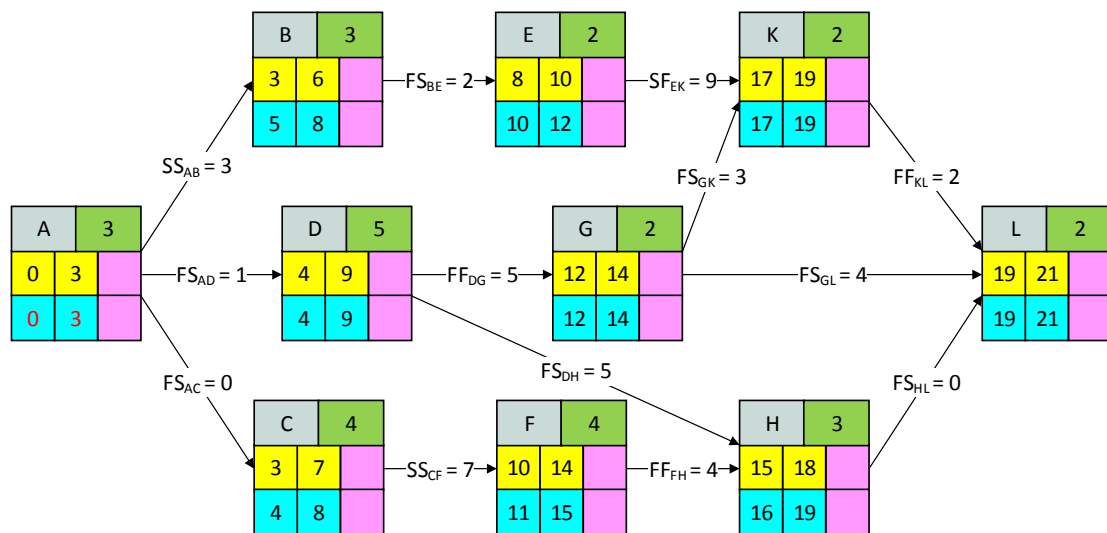 B 3
3 6
5 8
E 2
8 10
10 12
K 2
17 19
17 19
FS_BE = 2
SF_EK = 9
SS_AB = 3
FS_GK = 3
FF_KL = 2
A 3
0 3
0 3
D 5
4 9
4 9
G 2
12 14
12 14
L 2
19 21
19 21
FS_AD = 1
FF_DG = 5
FS_GL = 4
FS_AC = 0
FS_DH = 5
FS_HL = 0
C 4
3 7
4 8
F 4
10 14
11 15
H 3
15 18
16 19
SS_CF = 7
FF_FH = 4